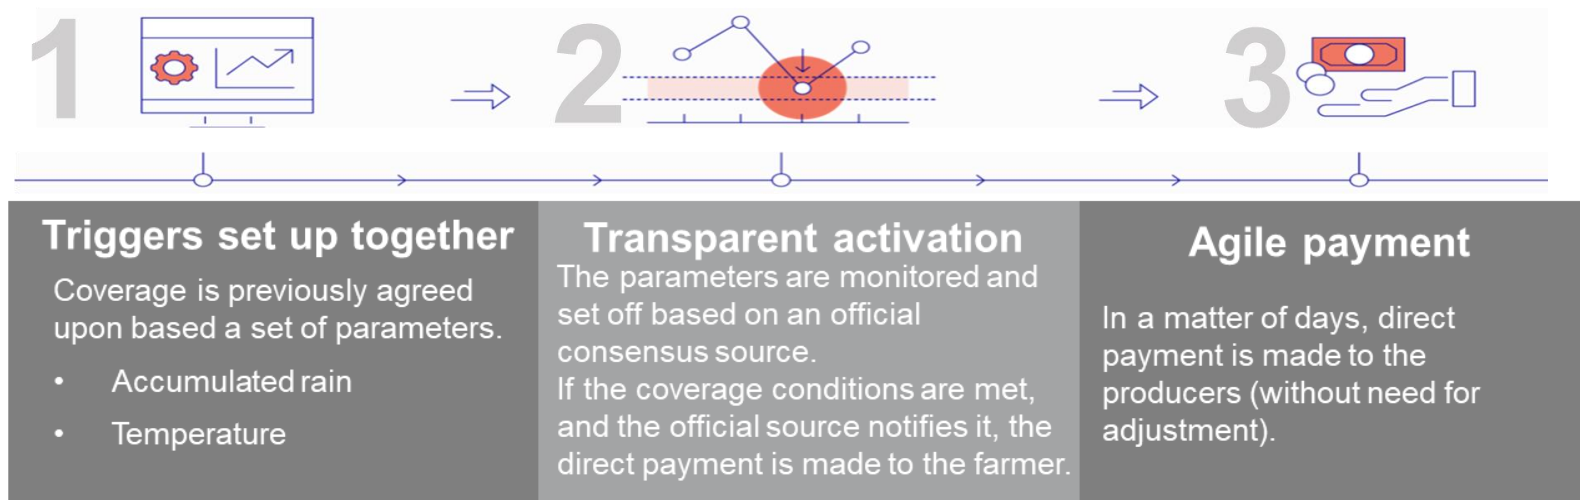 1
2
3
Triggers set up together
Coverage is previously agreed
upon based a set of parameters.
• Accumulated rain
• Temperature
Transparent activation
The parameters are monitored and
set off based on an official
consensus source.
If the coverage conditions are met,
and the official source notifies it, the
direct payment is made to the farmer.
Agile payment
In a matter of days, direct
payment is made to the
producers (without need for
adjustment).